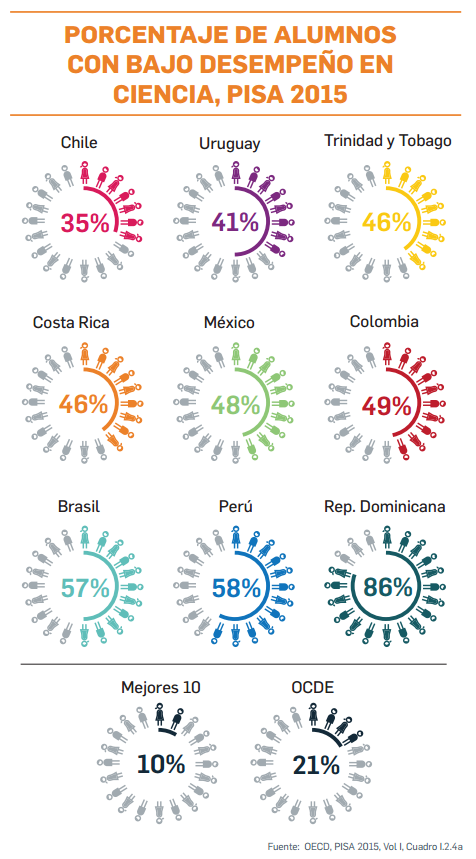 PORCENTAJE DE ALUMNOS
CON BAJO DESEMPEÑO EN
CIENCIA, PISA 2015
Chile
35%
Uruguay
41%
Trinidad y Tobago
46%
Costa Rica
46%
México
48%
Colombia
49%
Brasil
57%
Perú
58%
Rep. Dominicana
86%
Mejores 10
10%
OCDE
21%
Fuente: OECD, PISA 2015, Vol I, Cuadro I.2.4a